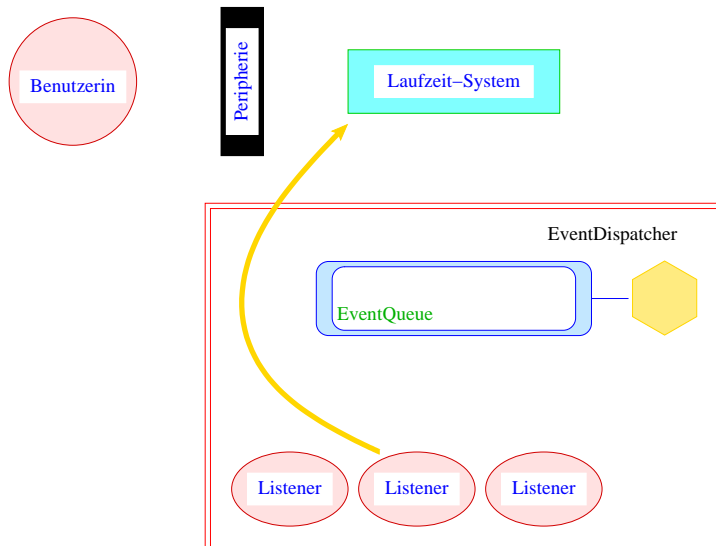 Benutzerin
Peripherie
Laufzeit–System
EventDispatcher
EventQueue
Listener
Listener
Listener